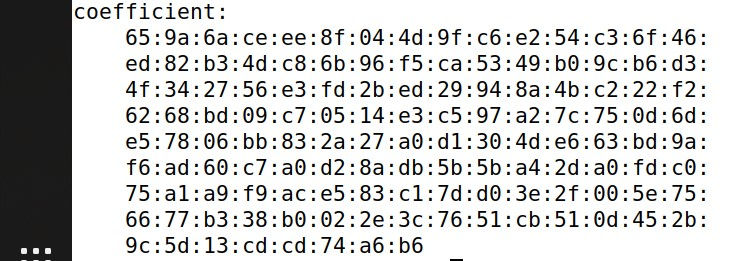 coefficient:
65:9a:6a:ce:ee:8f:04:4d:9f:c6:e2:54:c3:6f:46:
ed:82:b3:4d:c8:6b:96:f5:ca:53:49:b0:9c:b6:d3:
4f:34:27:56:e3:fd:2b:ed:29:94:8a:4b:c2:22:f2:
62:68:bd:09:c7:05:14:e3:c5:97:a2:7c:75:0d:6d:
e5:78:06:bb:83:2a:27:a0:d1:30:4d:e6:63:bd:9a:
f6:ad:60:c7:a0:d2:8a:db:5b:5b:a4:2d:a0:fd:c0:
75:a1:a9:f9:ac:e5:83:c1:7d:d0:3e:2f:00:5e:75:
66:77:b3:38:b0:02:2e:3c:76:51:cb:51:0d:45:2b:
9c:5d:13:cd:cd:74:a6:b6